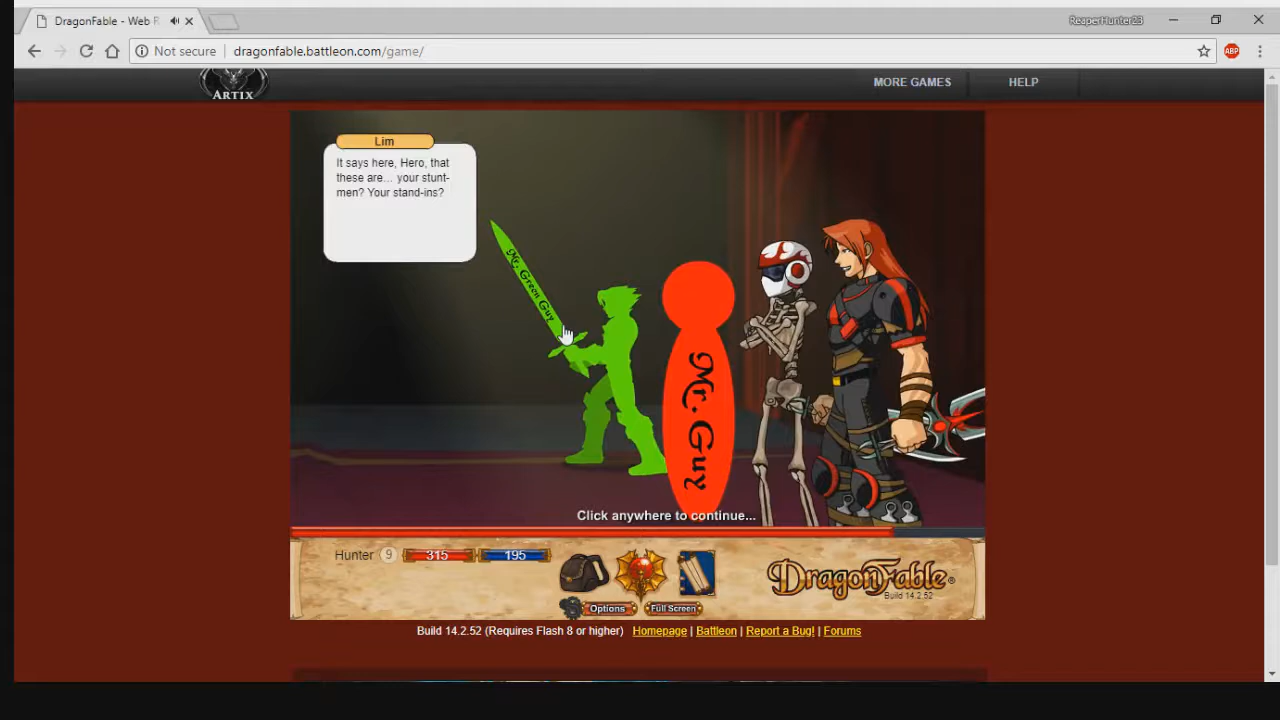 DragonFable - Web R
ReaperHunter23
Not secure
dragonfable.battleon.com/game/
ABP
ARTIX
MORE GAMES
HELP
Lim
It says here, Hero, that
these are... your stunt-
men? Your stand-ins?
Mr. Green Guy
Mr. Guy
Click anywhere to continue...
Hunter 9 315 195
DragonFable
Build 14.2.52
Options
Full Screen
Build 14.2.52 (Requires Flash 8 or higher) Homepage | Battleon | Report a Bug! | Forums